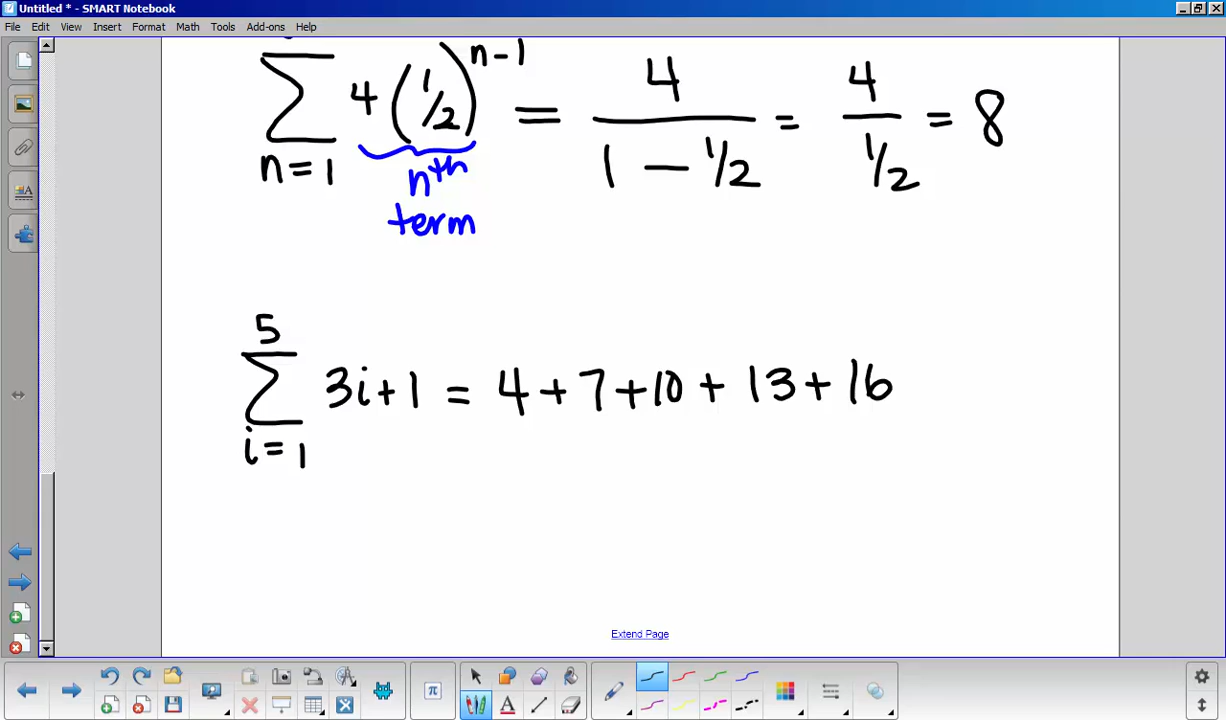 Untitled * - SMART Notebook
File Edit View Insert Format Math Tools Add-ons Help
∑ 4 (1/2)^(n-1) = 4 / (1 - 1/2) = 4 / (1/2) = 8
n = 1
nth
term
5
∑ 3i+1 = 4 + 7 + 10 + 13 + 16
i = 1
Extend Page